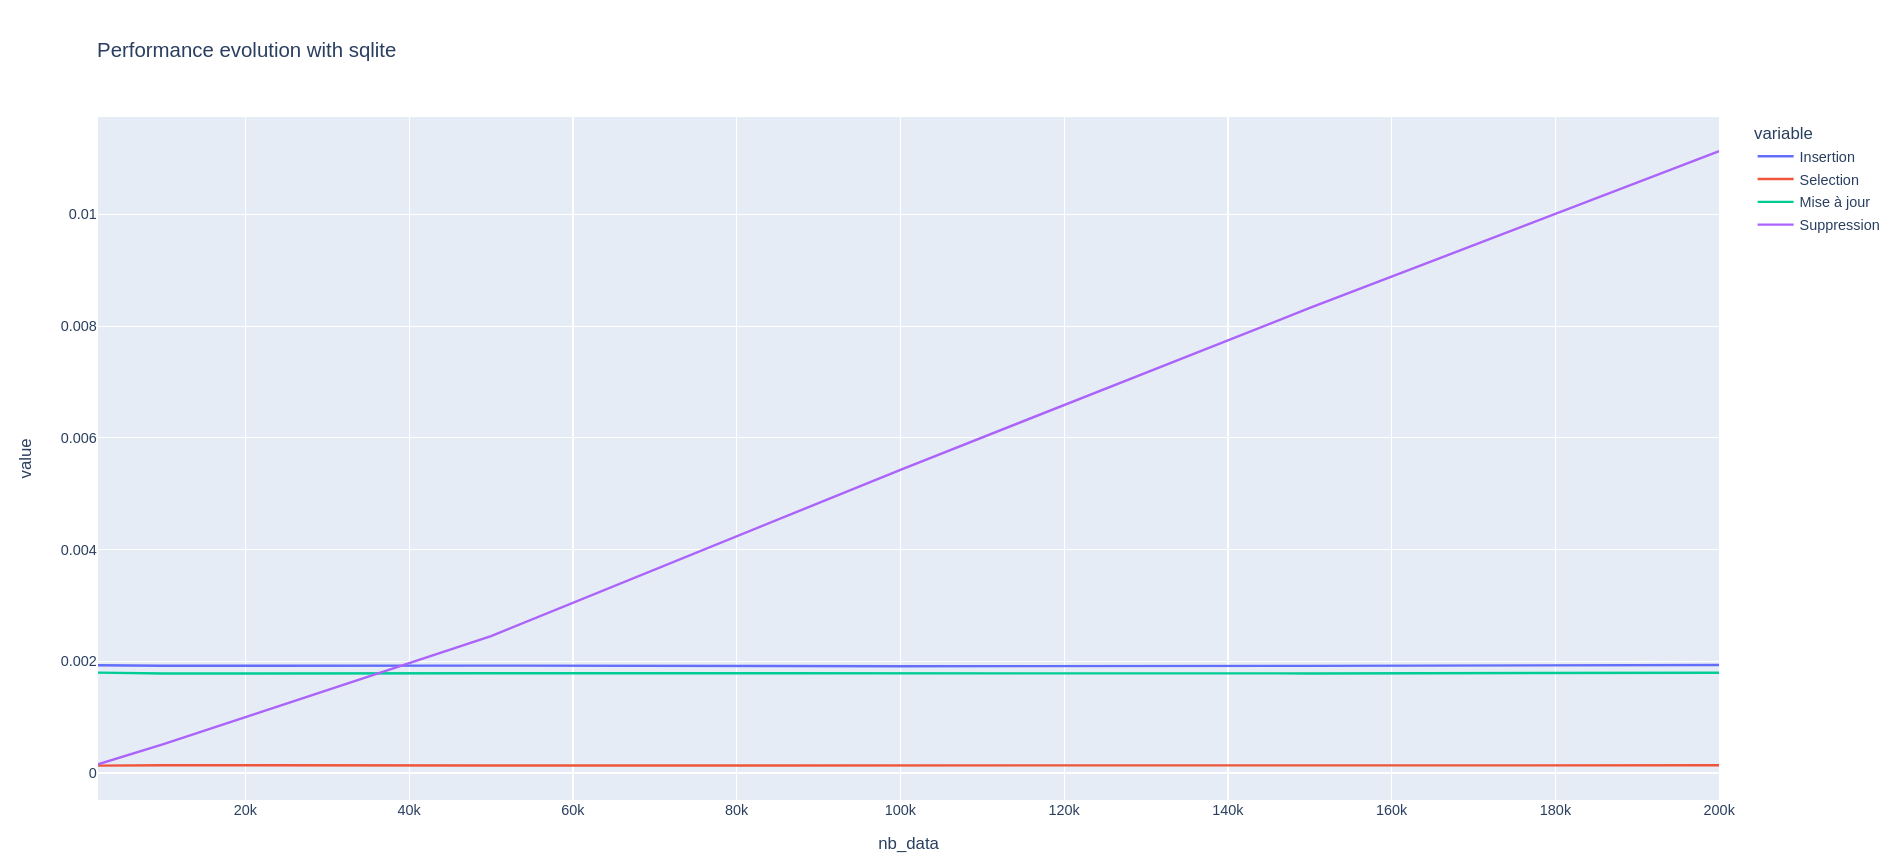 Performance evolution with sqlite
variable
Insertion
Selection
Mise à jour
Suppression
0.01
0.008
0.006
0.004
0.002
0
value
20k
40k
60k
80k
100k
120k
140k
160k
180k
200k
nb_data